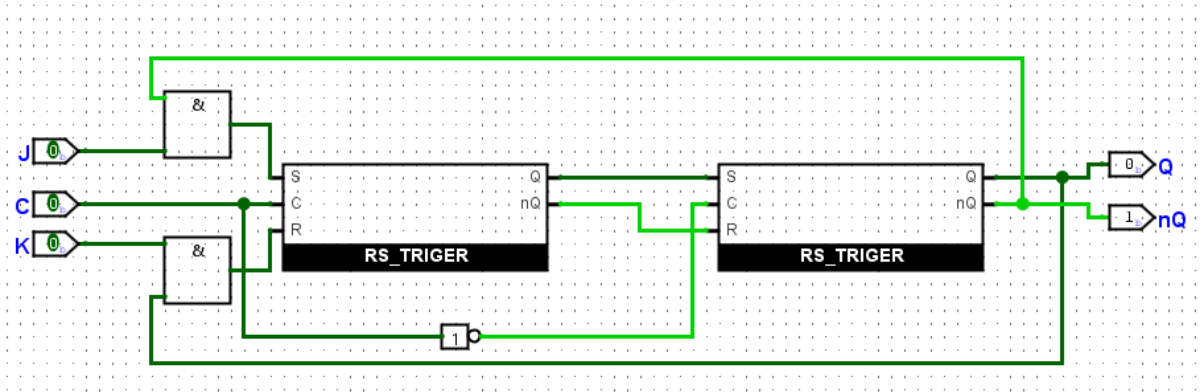 &
J 0
C 0
K 0
&
S Q
C nQ
R
RS_TRIGER
S Q
C nQ
R
RS_TRIGER
0 Q
1 nQ
1